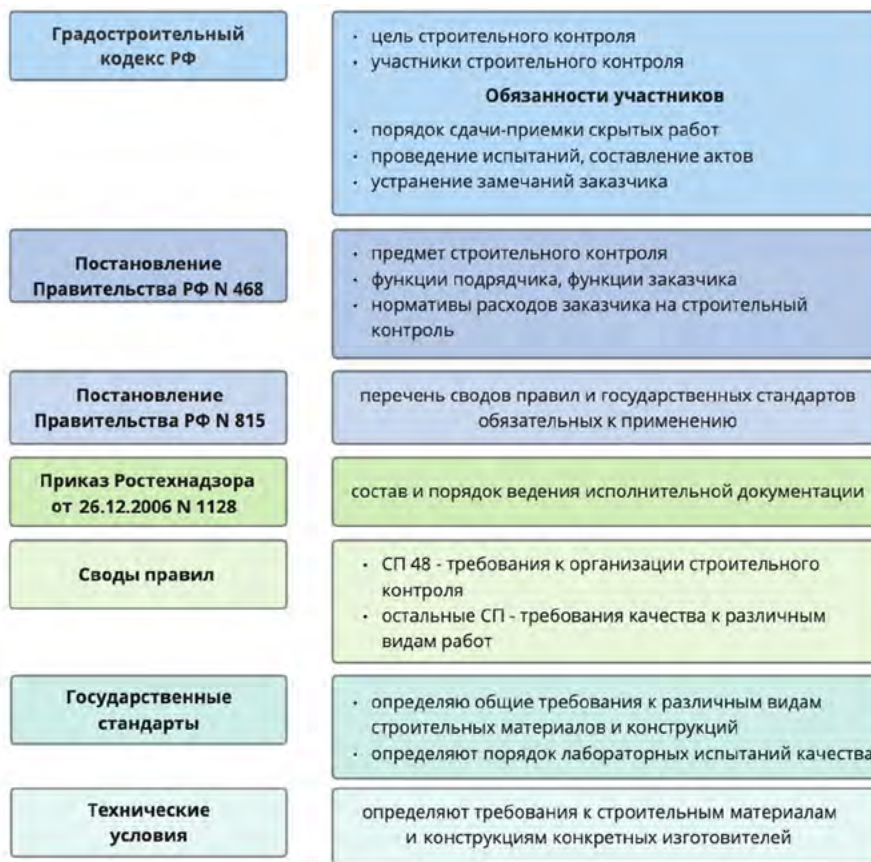 Градостроительный
кодекс РФ
· цель строительного контроля
· участники строительного контроля
Обязанности участников
· порядок сдачи-приемки скрытых работ
· проведение испытаний, составление актов
· устранение замечаний заказчика
Постановление
Правительства РФ N 468
· предмет строительного контроля
· функции подрядчика, функции заказчика
· нормативы расходов заказчика на строительный
контроль
Постановление
Правительства РФ N 815
перечень сводов правил и государственных стандартов
обязательных к применению
Приказ Ростехнадзора
от 26.12.2006 N 1128
состав и порядок ведения исполнительной документации
Своды правил
· СП 48 - требования к организации строительного
контроля
· остальные СП - требования качества к различным
видам работ
Государственные
стандарты
· определяю общие требования к различным видам
строительных материалов и конструкций
· определяют порядок лабораторных испытаний качества
Технические
условия
определяют требования к строительным материалам
и конструкциям конкретных изготовителей